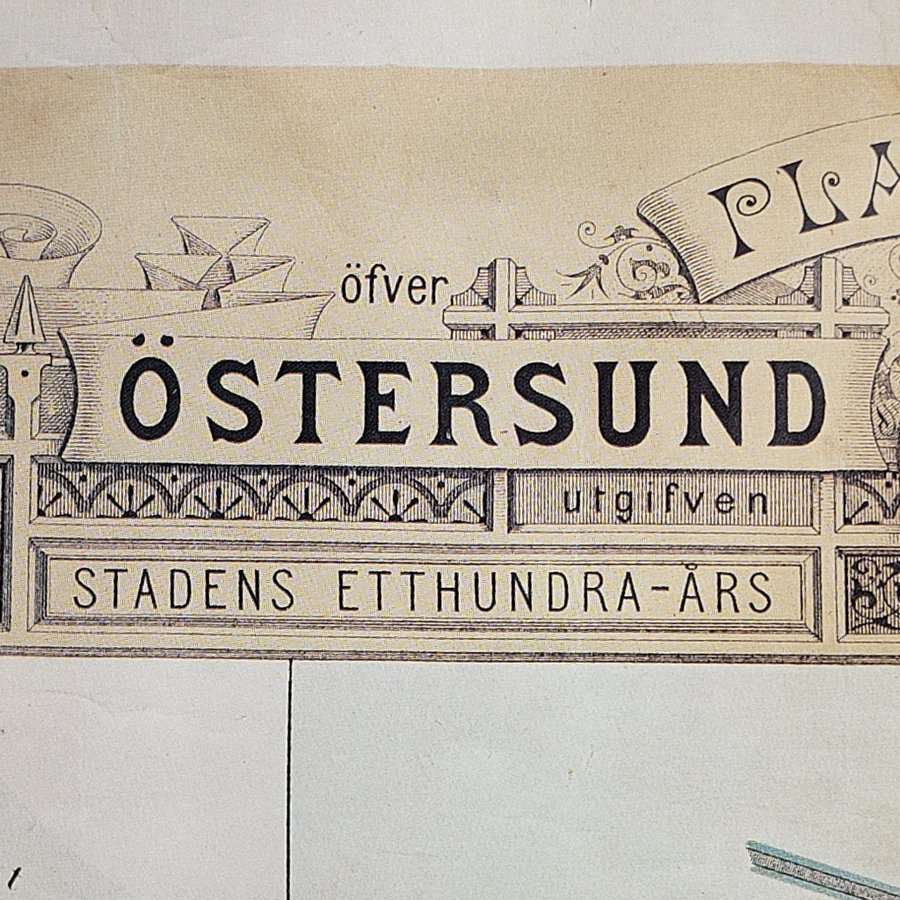 PLA
öfver
ÖSTERSUND
utgifven
STADENS ETTHUNDRA-ÅRS